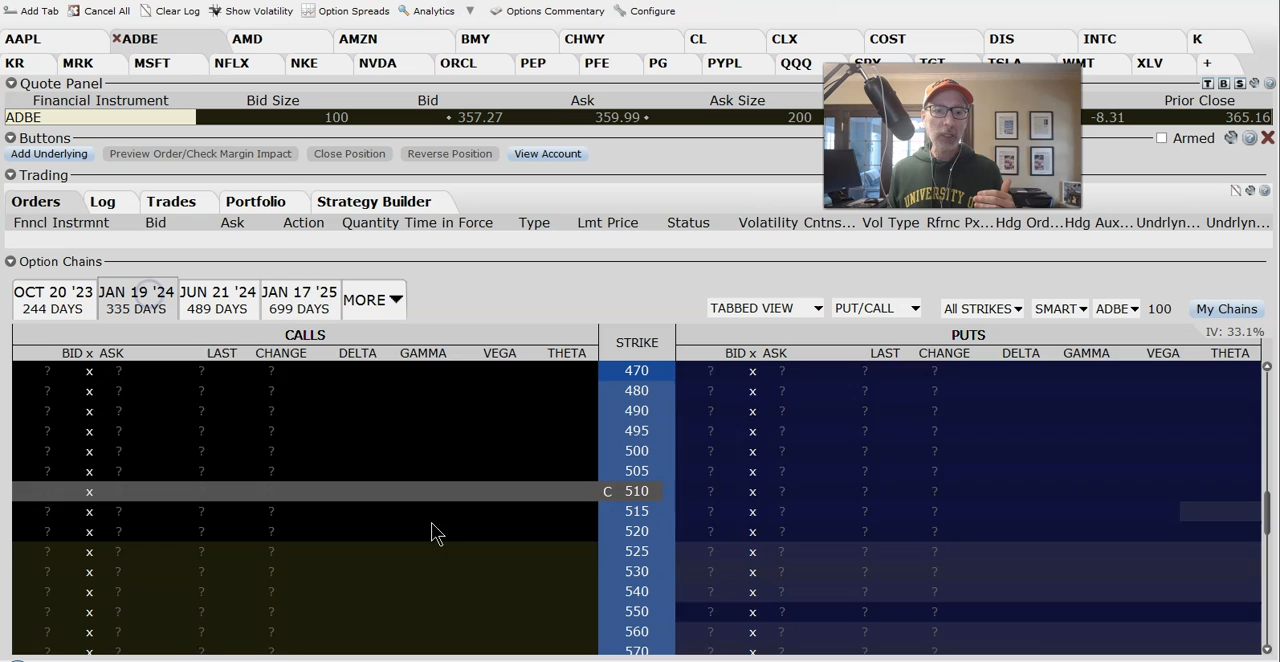 Add Tab Cancel All Clear Log Show Volatility Option Spreads Analytics Options Commentary Configure
AAPL ADBE AMD AMZN BMY CHWY CL CLX COST DIS INTC K
KR MRK MSFT NFLX NKE NVDA ORCL PEP PFE PG PYPL QQQ SPY TGT TSLA WMT XLV +
Quote Panel T B S
Financial Instrument Bid Size Bid Ask Ask Size Prior Close
ADBE 100 357.27 359.99 200 -8.31 365.16
Buttons Armed
Add Underlying Preview Order/Check Margin Impact Close Position Reverse Position View Account
Trading
Orders Log Trades Portfolio Strategy Builder
Fnncl Instrmnt Bid Ask Action Quantity Time in Force Type Lmt Price Status Volatility Cntns... Vol Type Rfrnc Px... Hdg Ord... Hdg Aux... Undrlyn... Undrlyn...
UNIVERSITY O
Option Chains
OCT 20 '23 JAN 19 '24 JUN 21 '24 JAN 17 '25 MORE
244 DAYS 335 DAYS 489 DAYS 699 DAYS
TABBED VIEW PUT/CALL All STRIKES SMART ADBE 100 My Chains
IV: 33.1%
CALLS STRIKE PUTS
BID x ASK LAST CHANGE DELTA GAMMA VEGA THETA BID x ASK LAST CHANGE DELTA GAMMA VEGA THETA
? x ? ? ? 470 ? x ? ? ?
? x ? ? ? 480 ? x ? ? ?
? x ? ? ? 490 ? x ? ? ?
? x ? ? ? 495 ? x ? ? ?
? x ? ? ? 500 ? x ? ? ?
? x ? ? ? 505 ? x ? ? ?
x C 510 ? x ? ? ?
? x ? ? ? 515 ? x ? ? ?
? x ? ? ? 520 ? x ? ? ?
? x ? ? ? 525 ? x ? ? ?
? x ? ? ? 530 ? x ? ? ?
? x ? ? ? 540 ? x ? ? ?
? x ? ? ? 550 ? x ? ? ?
? x ? ? ? 560 ? x ? ? ?
? x ? ? ? 570 ? x ? ? ?